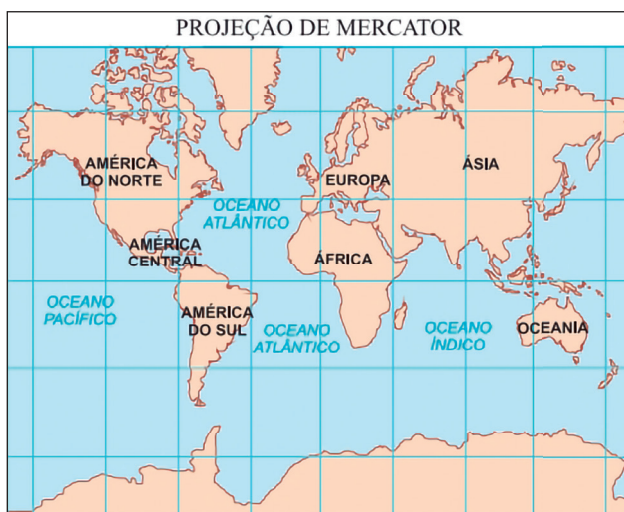 PROJEÇÃO DE MERCATOR
AMÉRICA
DO NORTE
EUROPA
ÁSIA
OCEANO
ATLÂNTICO
AMÉRICA
CENTRAL
ÁFRICA
OCEANO
PACÍFICO
AMÉRICA
DO SUL
OCEANO
ATLÂNTICO
OCEANO
ÍNDICO
OCEANIA